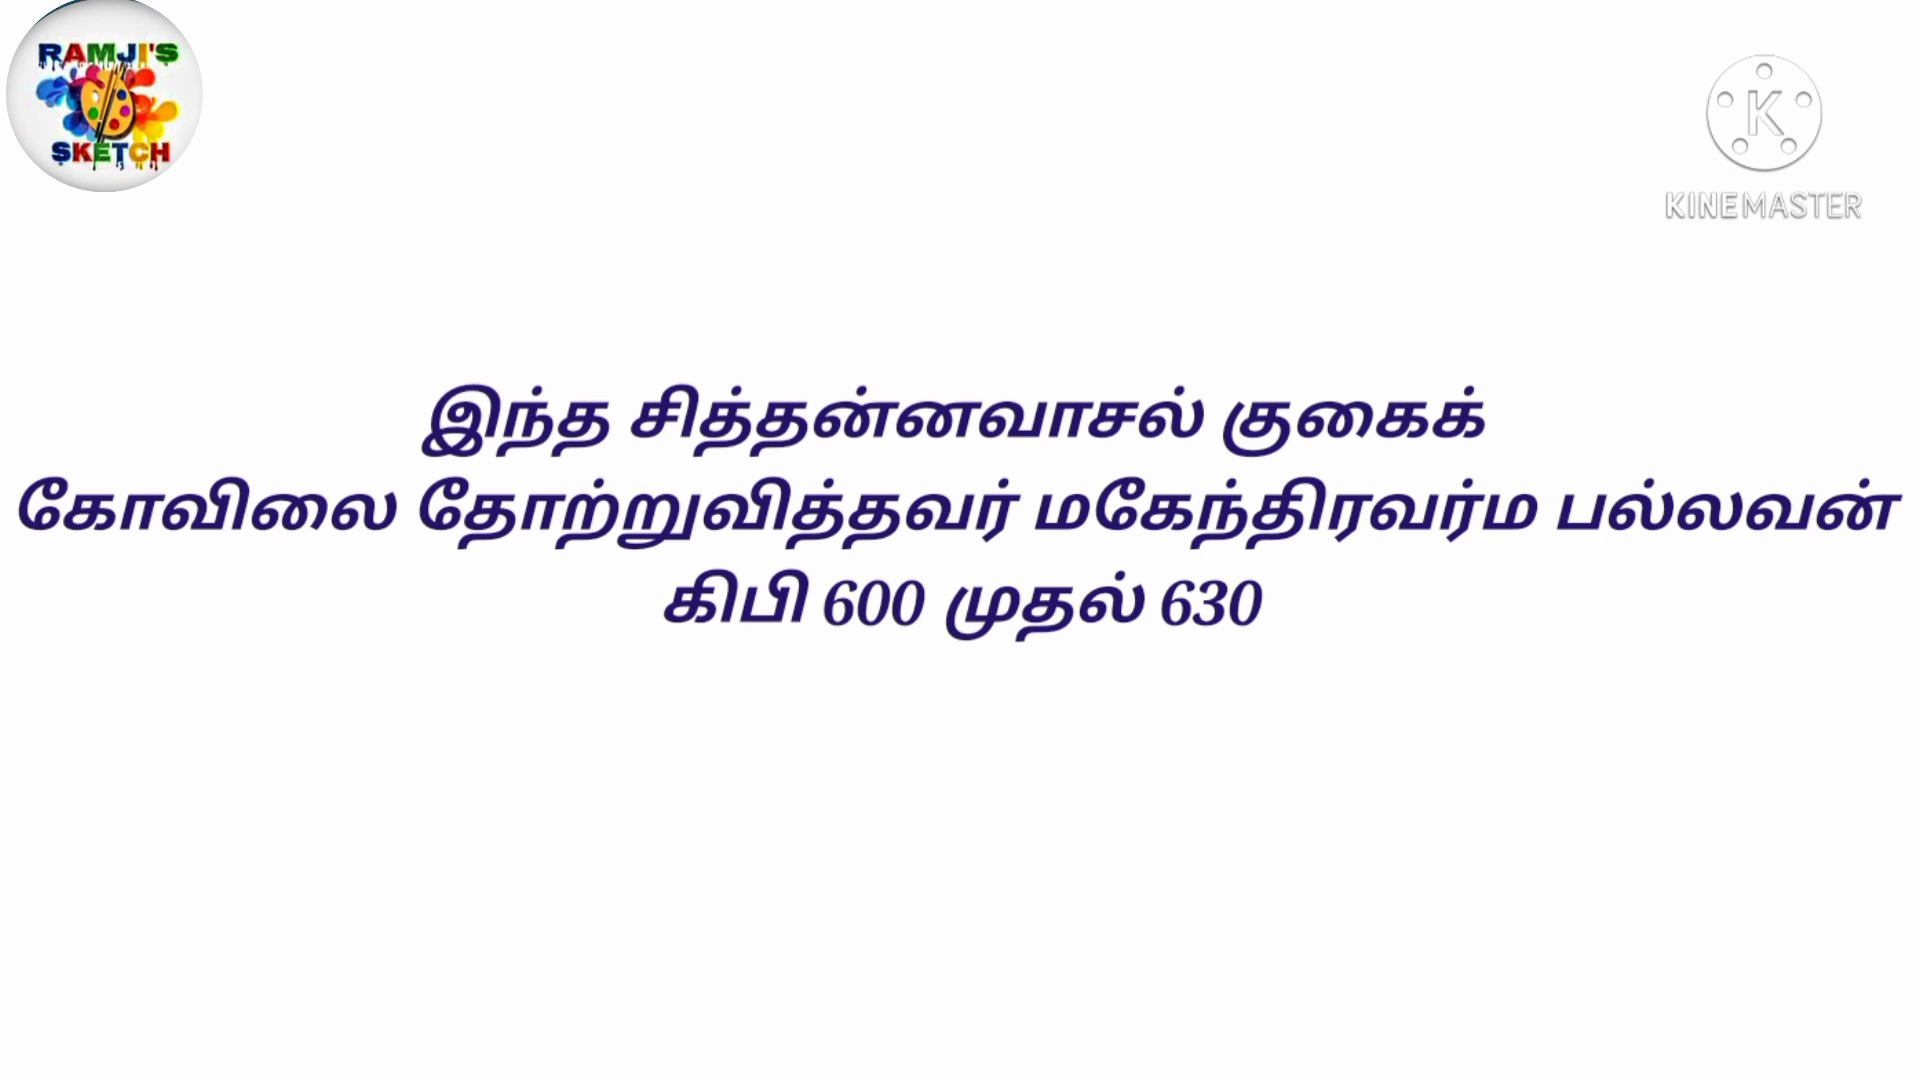 RAMJI'S
SKETCH
K
KINEMASTER
இந்த சித்தன்னவாசல் குகைக்
கோவிலை தோற்றுவித்தவர் மகேந்திரவர்ம பல்லவன்
கிபி 600 முதல் 630